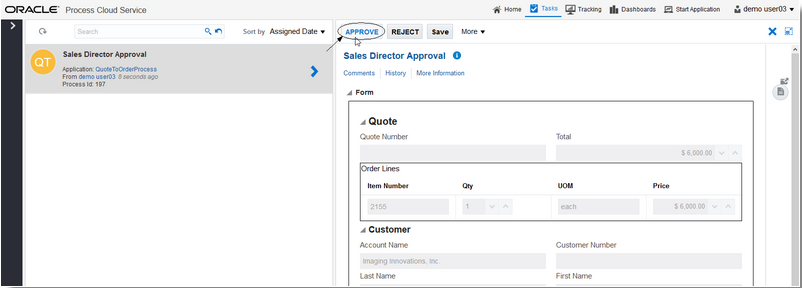 ORACLE Process Cloud Service
Home Tasks Tracking Dashboards Start Application demo user03
Search Sort by Assigned Date
APPROVE REJECT Save More
QT
Sales Director Approval
Application: QuoteToOrderProcess
From demo user03 8 seconds ago
Process Id: 197
Sales Director Approval
Comments History More Information
Form
Quote
Quote Number Total
$ 6,000.00
Order Lines
Item Number Qty UOM Price
2155 1 each $ 6,000.00
Customer
Account Name Customer Number
Imaging Innovations, Inc.
Last Name First Name